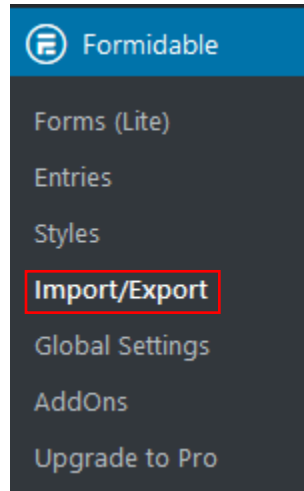 Formidable
Forms (Lite)
Entries
Styles
Import/Export
Global Settings
AddOns
Upgrade to Pro